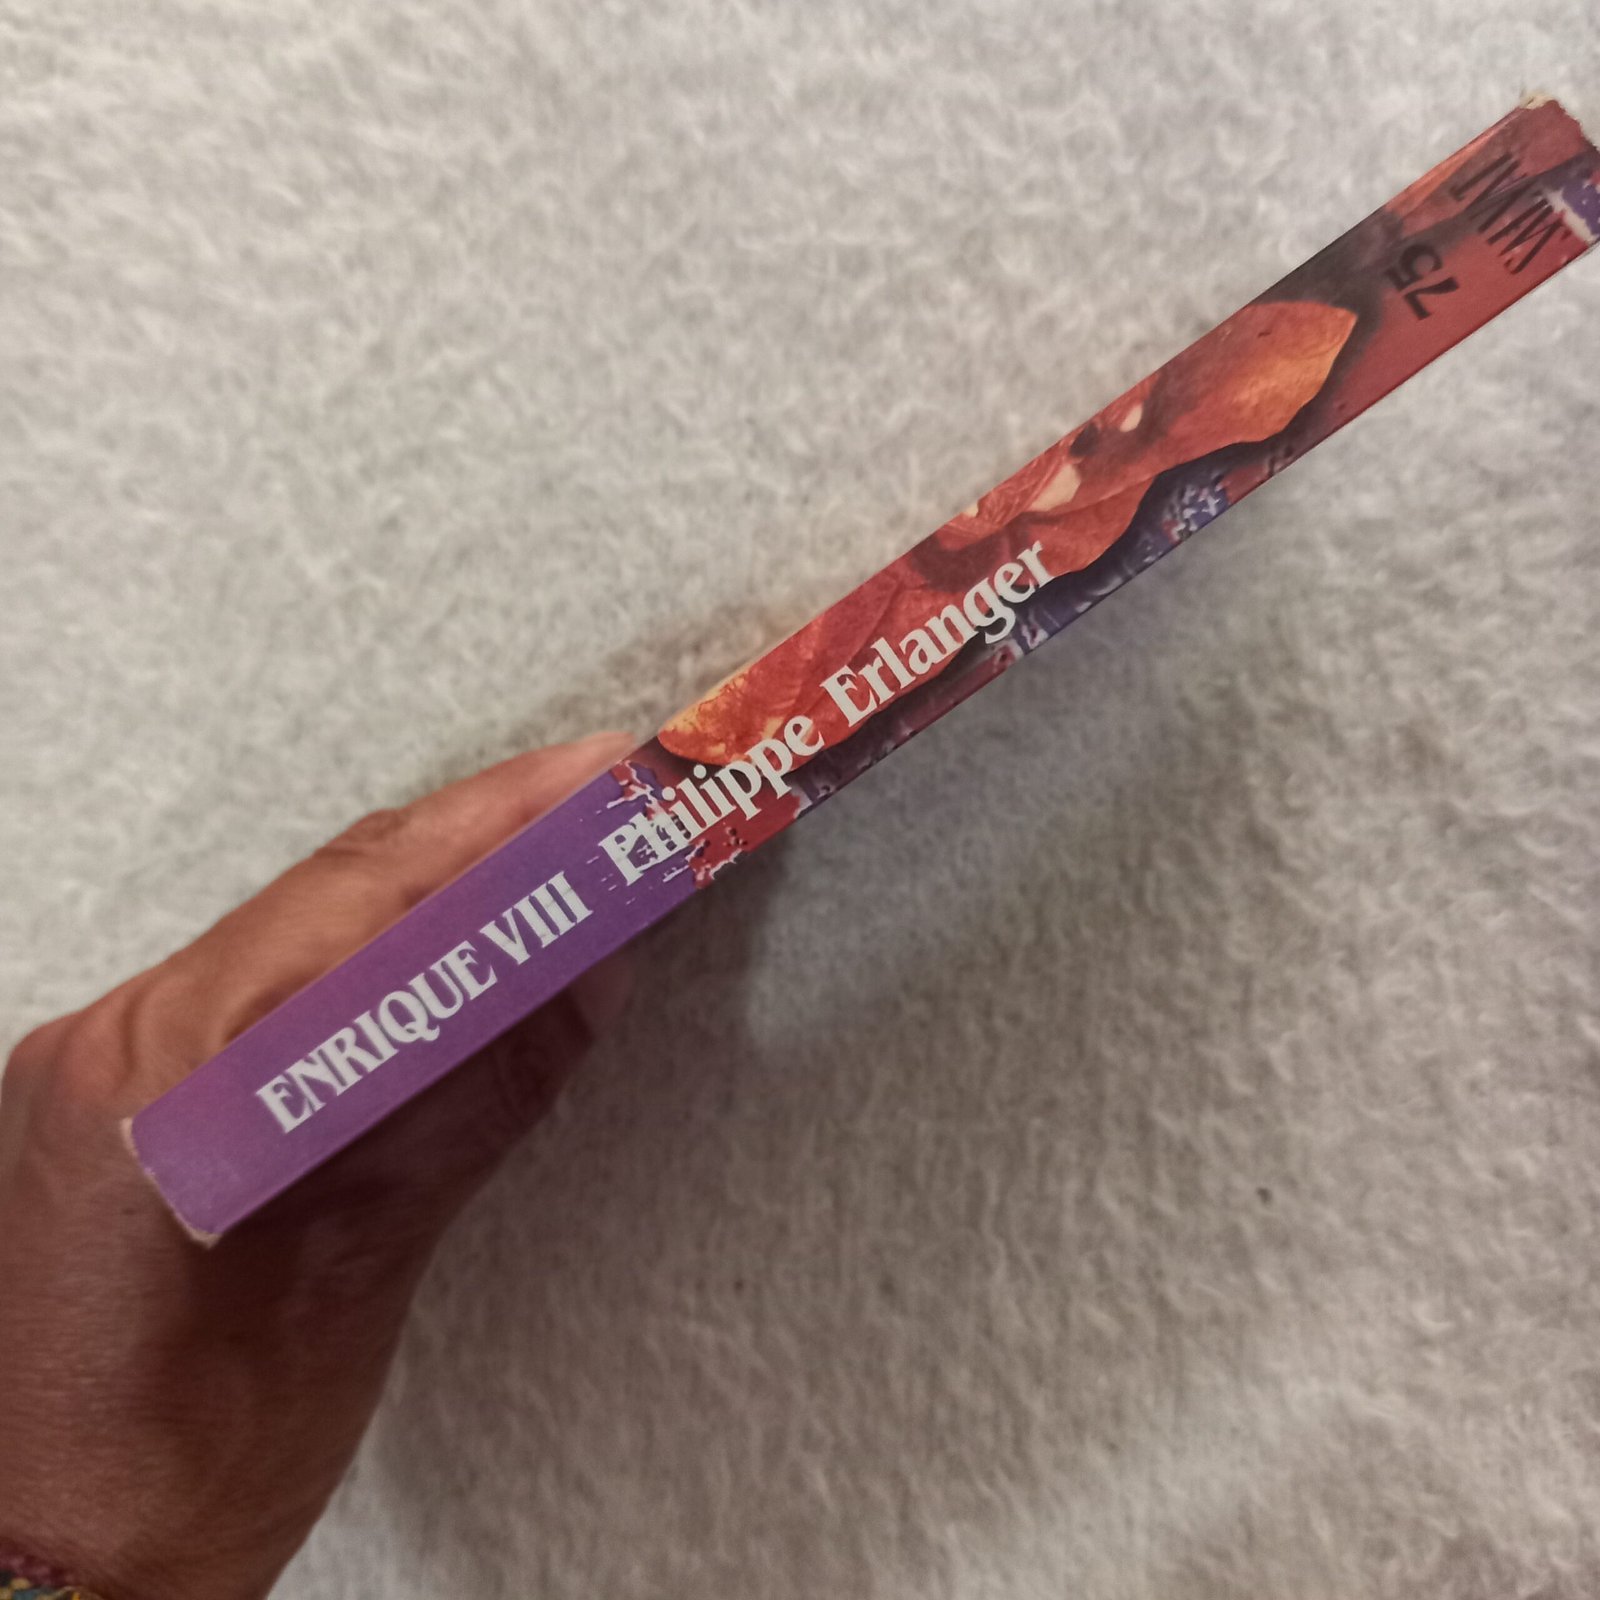 ENRIQUE VIII Philippe Erlanger
75
SALVAT